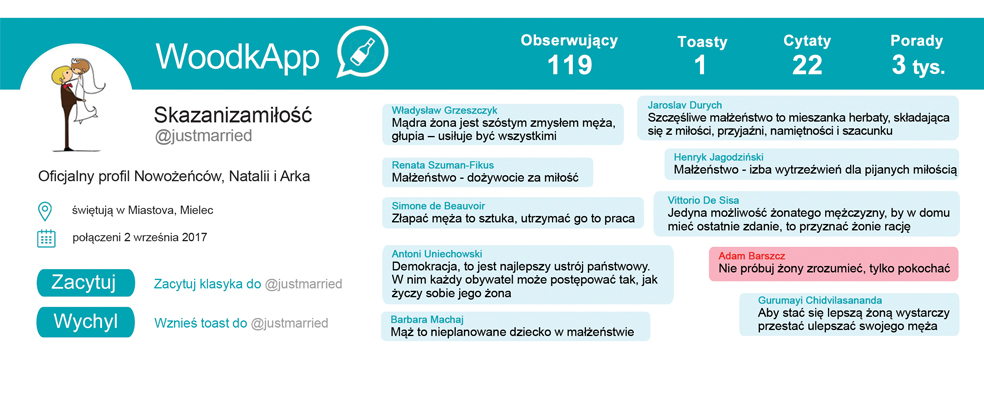 WoodkApp
Obserwujący
119
Toasty
1
Cytaty
22
Porady
3 tys.
Skazanizamiłość
@justmarried
Oficjalny profil Nowożeńców, Natalii i Arka
świętują w Miastova, Mielec
połączeni 2 września 2017
Zacytuj
Zacytuj klasyka do @justmarried
Wychyl
Wznieś toast do @justmarried
Władysław Grzeszczyk
Mądra żona jest szóstym zmysłem męża,
głupia – usiłuje być wszystkimi
Renata Szuman-Fikus
Małżeństwo - dożywocie za miłość
Simone de Beauvoir
Złapać męża to sztuka, utrzymać go to praca
Antoni Uniechowski
Demokracja, to jest najlepszy ustrój państwowy.
W nim każdy obywatel może postępować tak, jak
życzy sobie jego żona
Barbara Machaj
Mąż to nieplanowane dziecko w małżeństwie
Jaroslav Durych
Szczęśliwe małżeństwo to mieszanka herbaty, składająca
się z miłości, przyjaźni, namiętności i szacunku
Henryk Jagodziński
Małżeństwo - izba wytrzeźwień dla pijanych miłością
Vittorio De Sisa
Jedyna możliwość żonatego mężczyzny, by w domu
mieć ostatnie zdanie, to przyznać żonie rację
Adam Barszcz
Nie próbuj żony zrozumieć, tylko pokochać
Gurumayi Chidvilasananda
Aby stać się lepszą żoną wystarczy
przestać ulepszać swojego męża